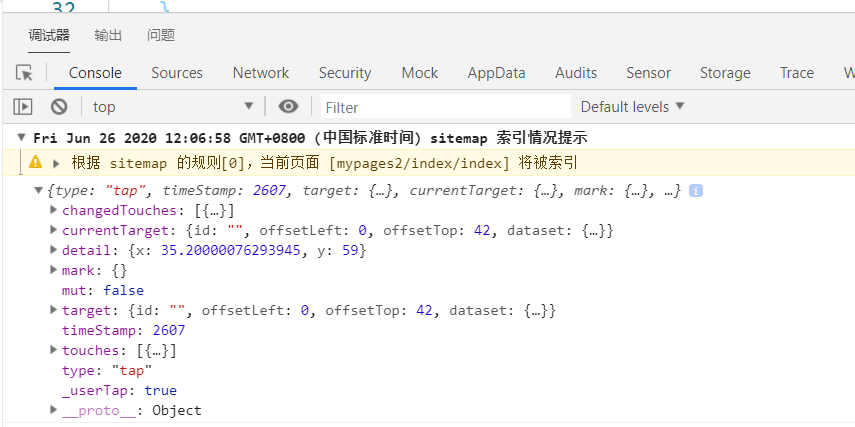 32 }
调试器 输出 问题
Console Sources Network Security Mock AppData Audits Sensor Storage Trace W
top Filter Default levels
Fri Jun 26 2020 12:06:58 GMT+0800 (中国标准时间) sitemap 索引情况提示
根据 sitemap 的规则[0]，当前页面 [mypages2/index/index] 将被索引
{type: "tap", timeStamp: 2607, target: {…}, currentTarget: {…}, mark: {…}, …} i
changedTouches: [{…}]
currentTarget: {id: "", offsetLeft: 0, offsetTop: 42, dataset: {…}}
detail: {x: 35.20000076293945, y: 59}
mark: {}
mut: false
target: {id: "", offsetLeft: 0, offsetTop: 42, dataset: {…}}
timeStamp: 2607
touches: [{…}]
type: "tap"
_userTap: true
__proto__: Object